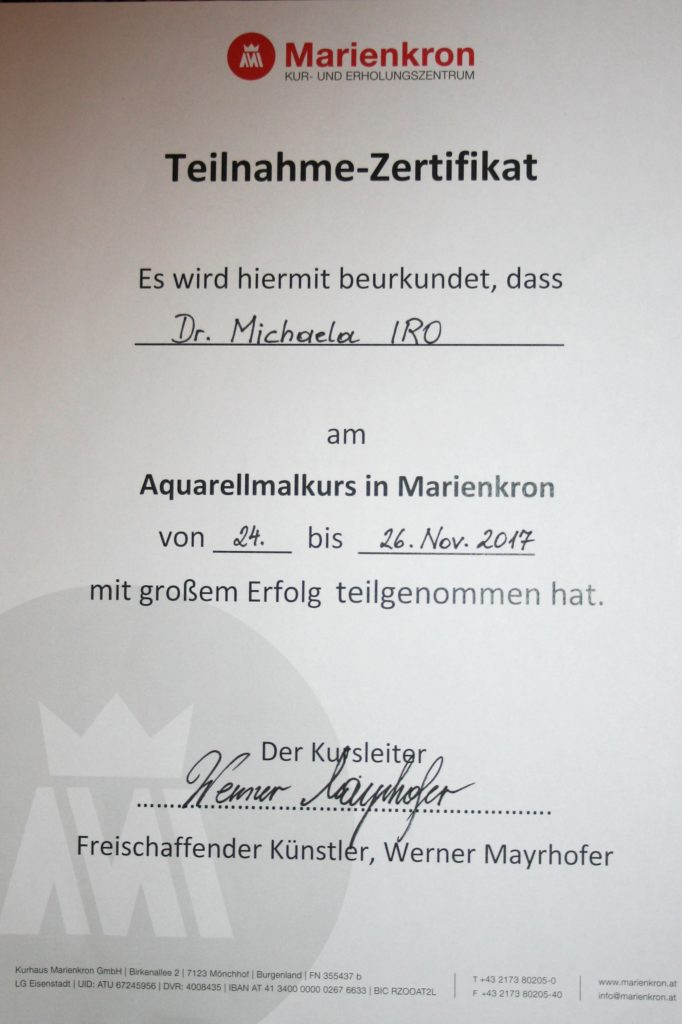 Marienkron
KUR- UND ERHOLUNGSZENTRUM
Teilnahme-Zertifikat
Es wird hiermit beurkundet, dass
Dr. Michaela IRO
am
Aquarellmalkurs in Marienkron
von 24. bis 26. Nov. 2017
mit großem Erfolg teilgenommen hat.
Der Kursleiter
Werner Mayrhofer
Freischaffender Künstler, Werner Mayrhofer
Kurhaus Marienkron GmbH | Birkenallee 2 | 7123 Mönchhof | Burgenland | FN 355437 b
LG Eisenstadt | UID: ATU 67245956 | DVR: 4008435 | IBAN AT 41 3400 0000 0267 6633 | BIC RZOOAT2L
T +43 2173 80205-0
F +43 2173 80205-40
www.marienkron.at
info@marienkron.at